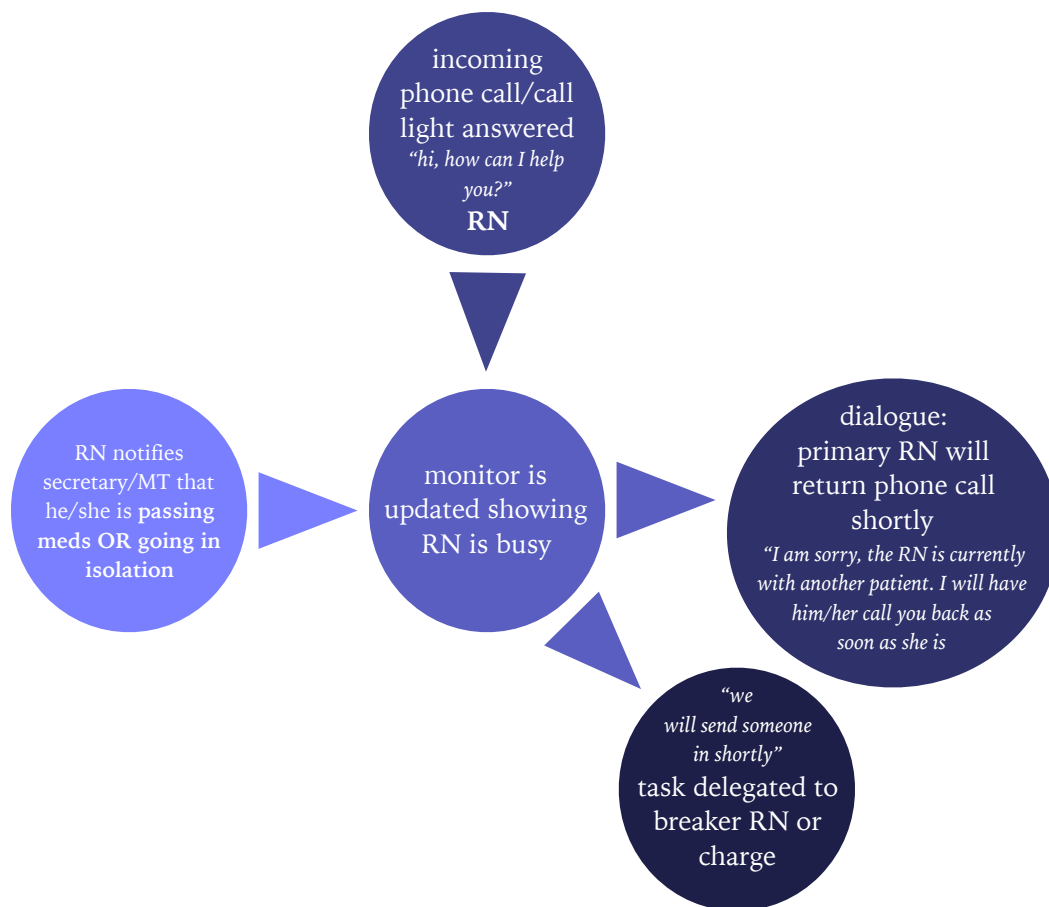 incoming
phone call/call
light answered
“hi, how can I help
you?”
RN
RN notifies
secretary/MT that
he/she is passing
meds OR going in
isolation
monitor is
updated showing
RN is busy
dialogue:
primary RN will
return phone call
shortly
“I am sorry, the RN is currently
with another patient. I will have
him/her call you back as
soon as she is
“we
will send someone
in shortly”
task delegated to
breaker RN or
charge